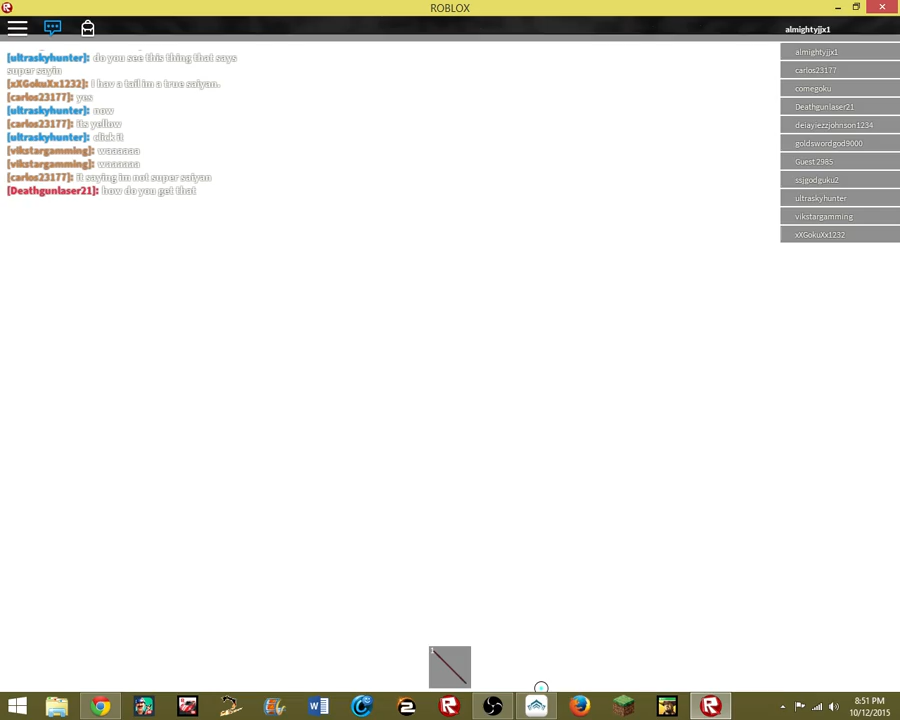 ROBLOX
almightyjjx1
[ultraskyhunter]: do you see this thing that says
super sayin
[xXGokuXx1232]: I hav a tail im a true saiyan.
[carlos23177]: yes
[ultraskyhunter]: now
[carlos23177]: its yellow
[ultraskyhunter]: click it
[vikstargamming]: waaaaaa
[vikstargamming]: waaaaaa
[carlos23177]: it saying im not super saiyan
[Deathgunlaser21]: how do you get that
almightyjjx1
carlos23177
comegoku
Deathgunlaser21
deiayiezzjohnson1234
goldswordgod9000
Guest 2985
ssjgodguku2
ultraskyhunter
vikstargamming
xXGokuXx1232
1
8:51 PM
10/12/2015